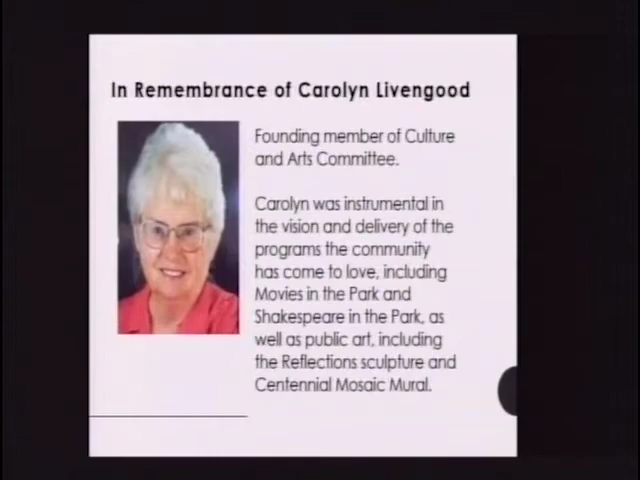 In Remembrance of Carolyn Livengood
Founding member of Culture
and Arts Committee.
Carolyn was instrumental in
the vision and delivery of the
programs the community
has come to love, including
Movies in the Park and
Shakespeare in the Park, as
well as public art, including
the Reflections sculpture and
Centennial Mosaic Mural.